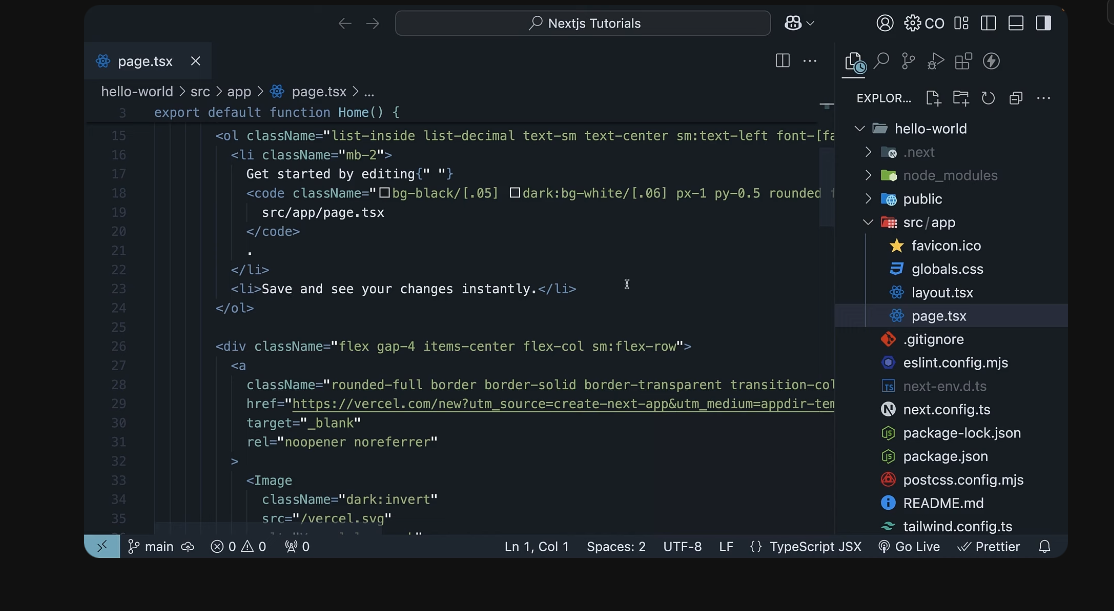 Nextjs Tutorials
CO
page.tsx
hello-world > src > app > page.tsx > ...
3 export default function Home() {
15 <ol className="list-inside list-decimal text-sm text-center sm:text-left font-[fa
16 <li className="mb-2">
17 Get started by editing{" "}
18 <code className="bg-black/[.05] dark:bg-white/[.06] px-1 py-0.5 rounded f
19 src/app/page.tsx
20 </code>
21 .
22 </li>
23 <li>Save and see your changes instantly.</li>
24 </ol>
25
26 <div className="flex gap-4 items-center flex-col sm:flex-row">
27 <a
28 className="rounded-full border border-solid border-transparent transition-col
29 href="https://vercel.com/new?utm_source=create-next-app&utm_medium=appdir-tem
30 target="_blank"
31 rel="noopener noreferrer"
32 >
33 <Image
34 className="dark:invert"
35 src="/vercel.svg"
EXPLOR...
hello-world
.next
node_modules
public
src/app
favicon.ico
globals.css
layout.tsx
page.tsx
.gitignore
eslint.config.mjs
next-env.d.ts
next.config.ts
package-lock.json
package.json
postcss.config.mjs
README.md
tailwind.config.ts
main 0 0 0 Ln 1, Col 1 Spaces: 2 UTF-8 LF {} TypeScript JSX Go Live Prettier